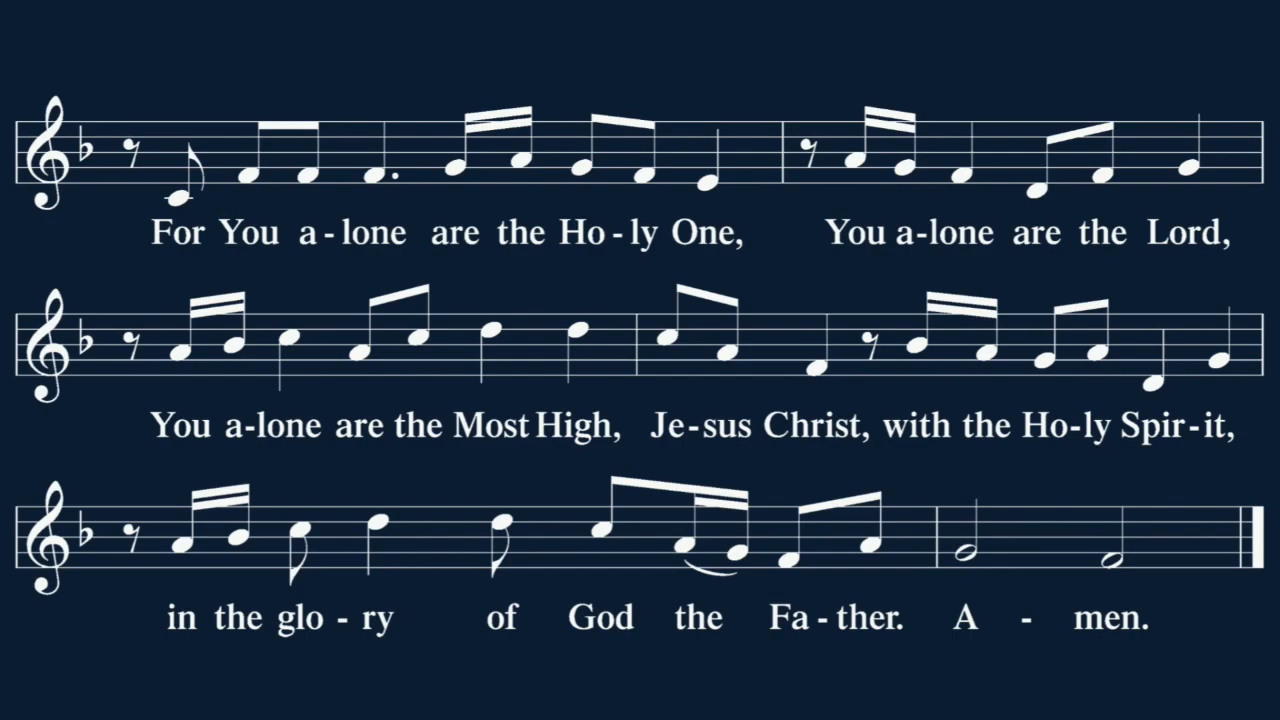 For You a - lone are the Ho - ly One, You a-lone are the Lord,
You a-lone are the Most High, Je-sus Christ, with the Ho-ly Spir-it,
in the glo - ry of God the Fa - ther. A - men.